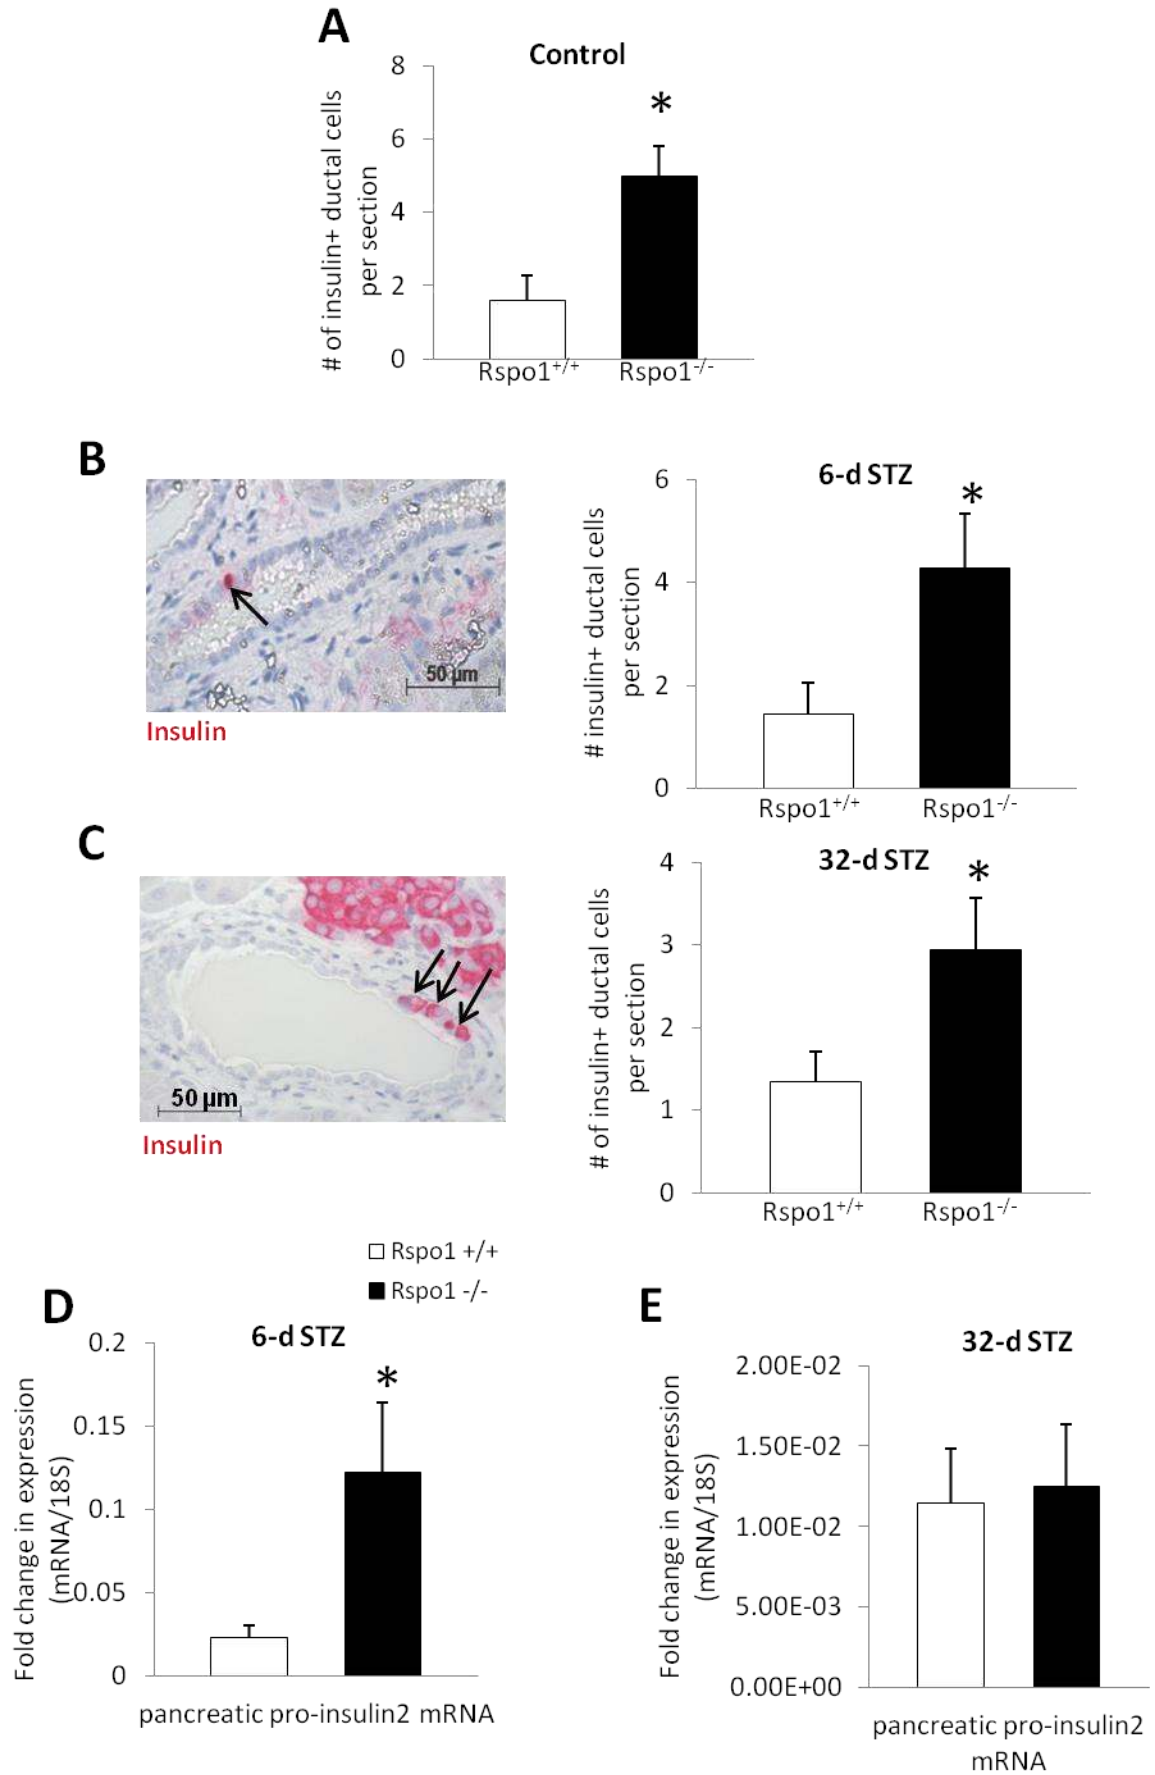 A
Control
8
6
4
2
0
# of insulin+ ductal cells
per section
*
Rspo1+/+
Rspo1-/-
B
50 µm
Insulin
6-d STZ
6
4
2
0
# insulin+ ductal cells
per section
*
Rspo1+/+
Rspo1-/-
C
50 µm
Insulin
32-d STZ
4
3
2
1
0
# of insulin+ ductal cells
per section
*
Rspo1+/+
Rspo1-/-
Rspo1 +/+
Rspo1 -/-
D
6-d STZ
0.2
0.15
0.1
0.05
0
Fold change in expression
(mRNA/18S)
*
pancreatic pro-insulin2 mRNA
E
32-d STZ
2.00E-02
1.50E-02
1.00E-02
5.00E-03
0.00E+00
Fold change in expression
(mRNA/18S)
pancreatic pro-insulin2
mRNA